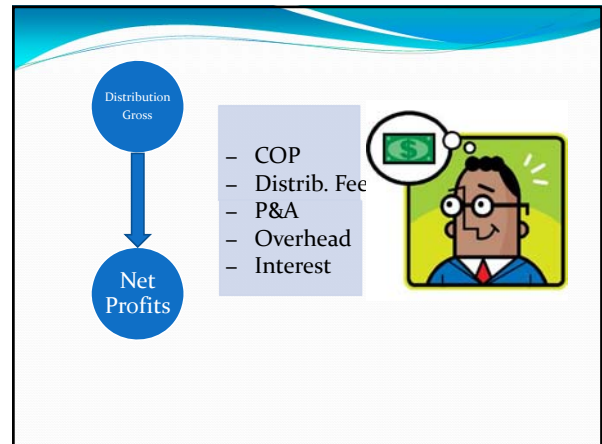 Distribution
Gross
– COP
– Distrib. Fee
– P&A
– Overhead
– Interest
$
Net
Profits